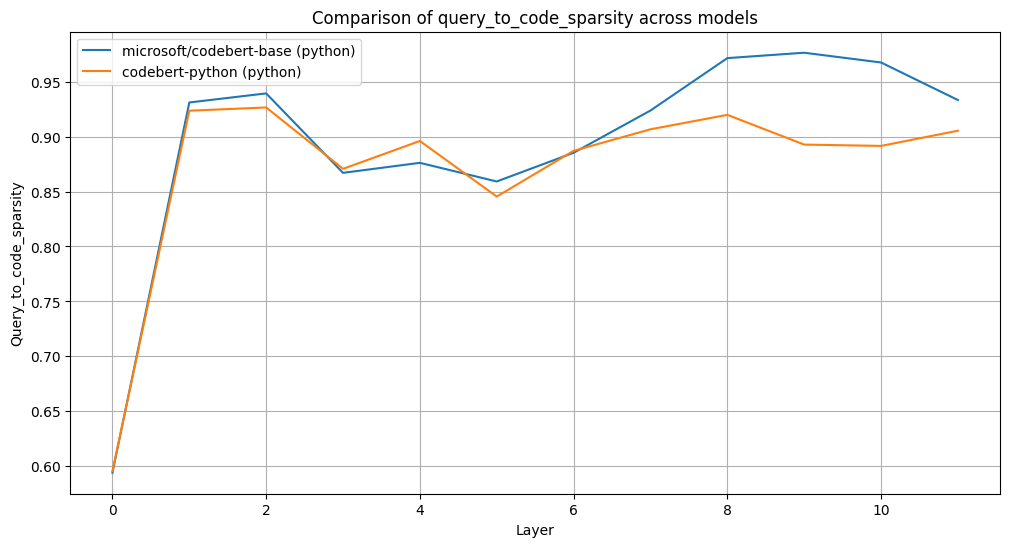 Comparison of query_to_code_sparsity across models
microsoft/codebert-base (python)
codebert-python (python)
Query_to_code_sparsity
0.95
0.90
0.85
0.80
0.75
0.70
0.65
0.60
0 2 4 6 8 10
Layer